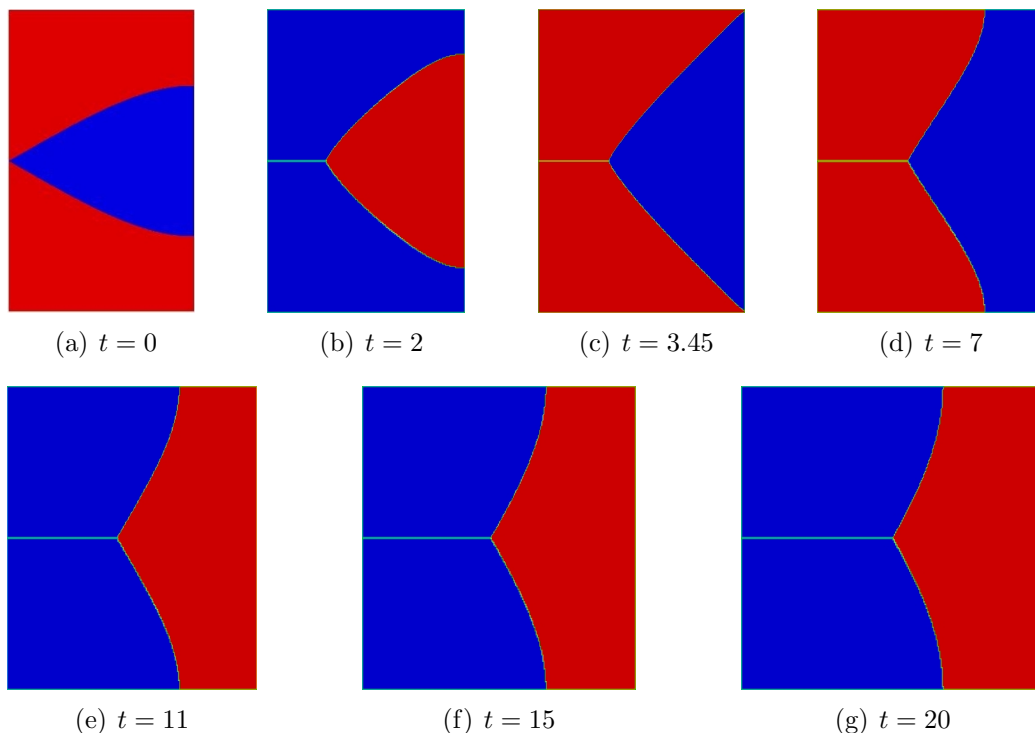 (a) t = 0
(b) t = 2
(c) t = 3.45
(d) t = 7
(e) t = 11
(f) t = 15
(g) t = 20